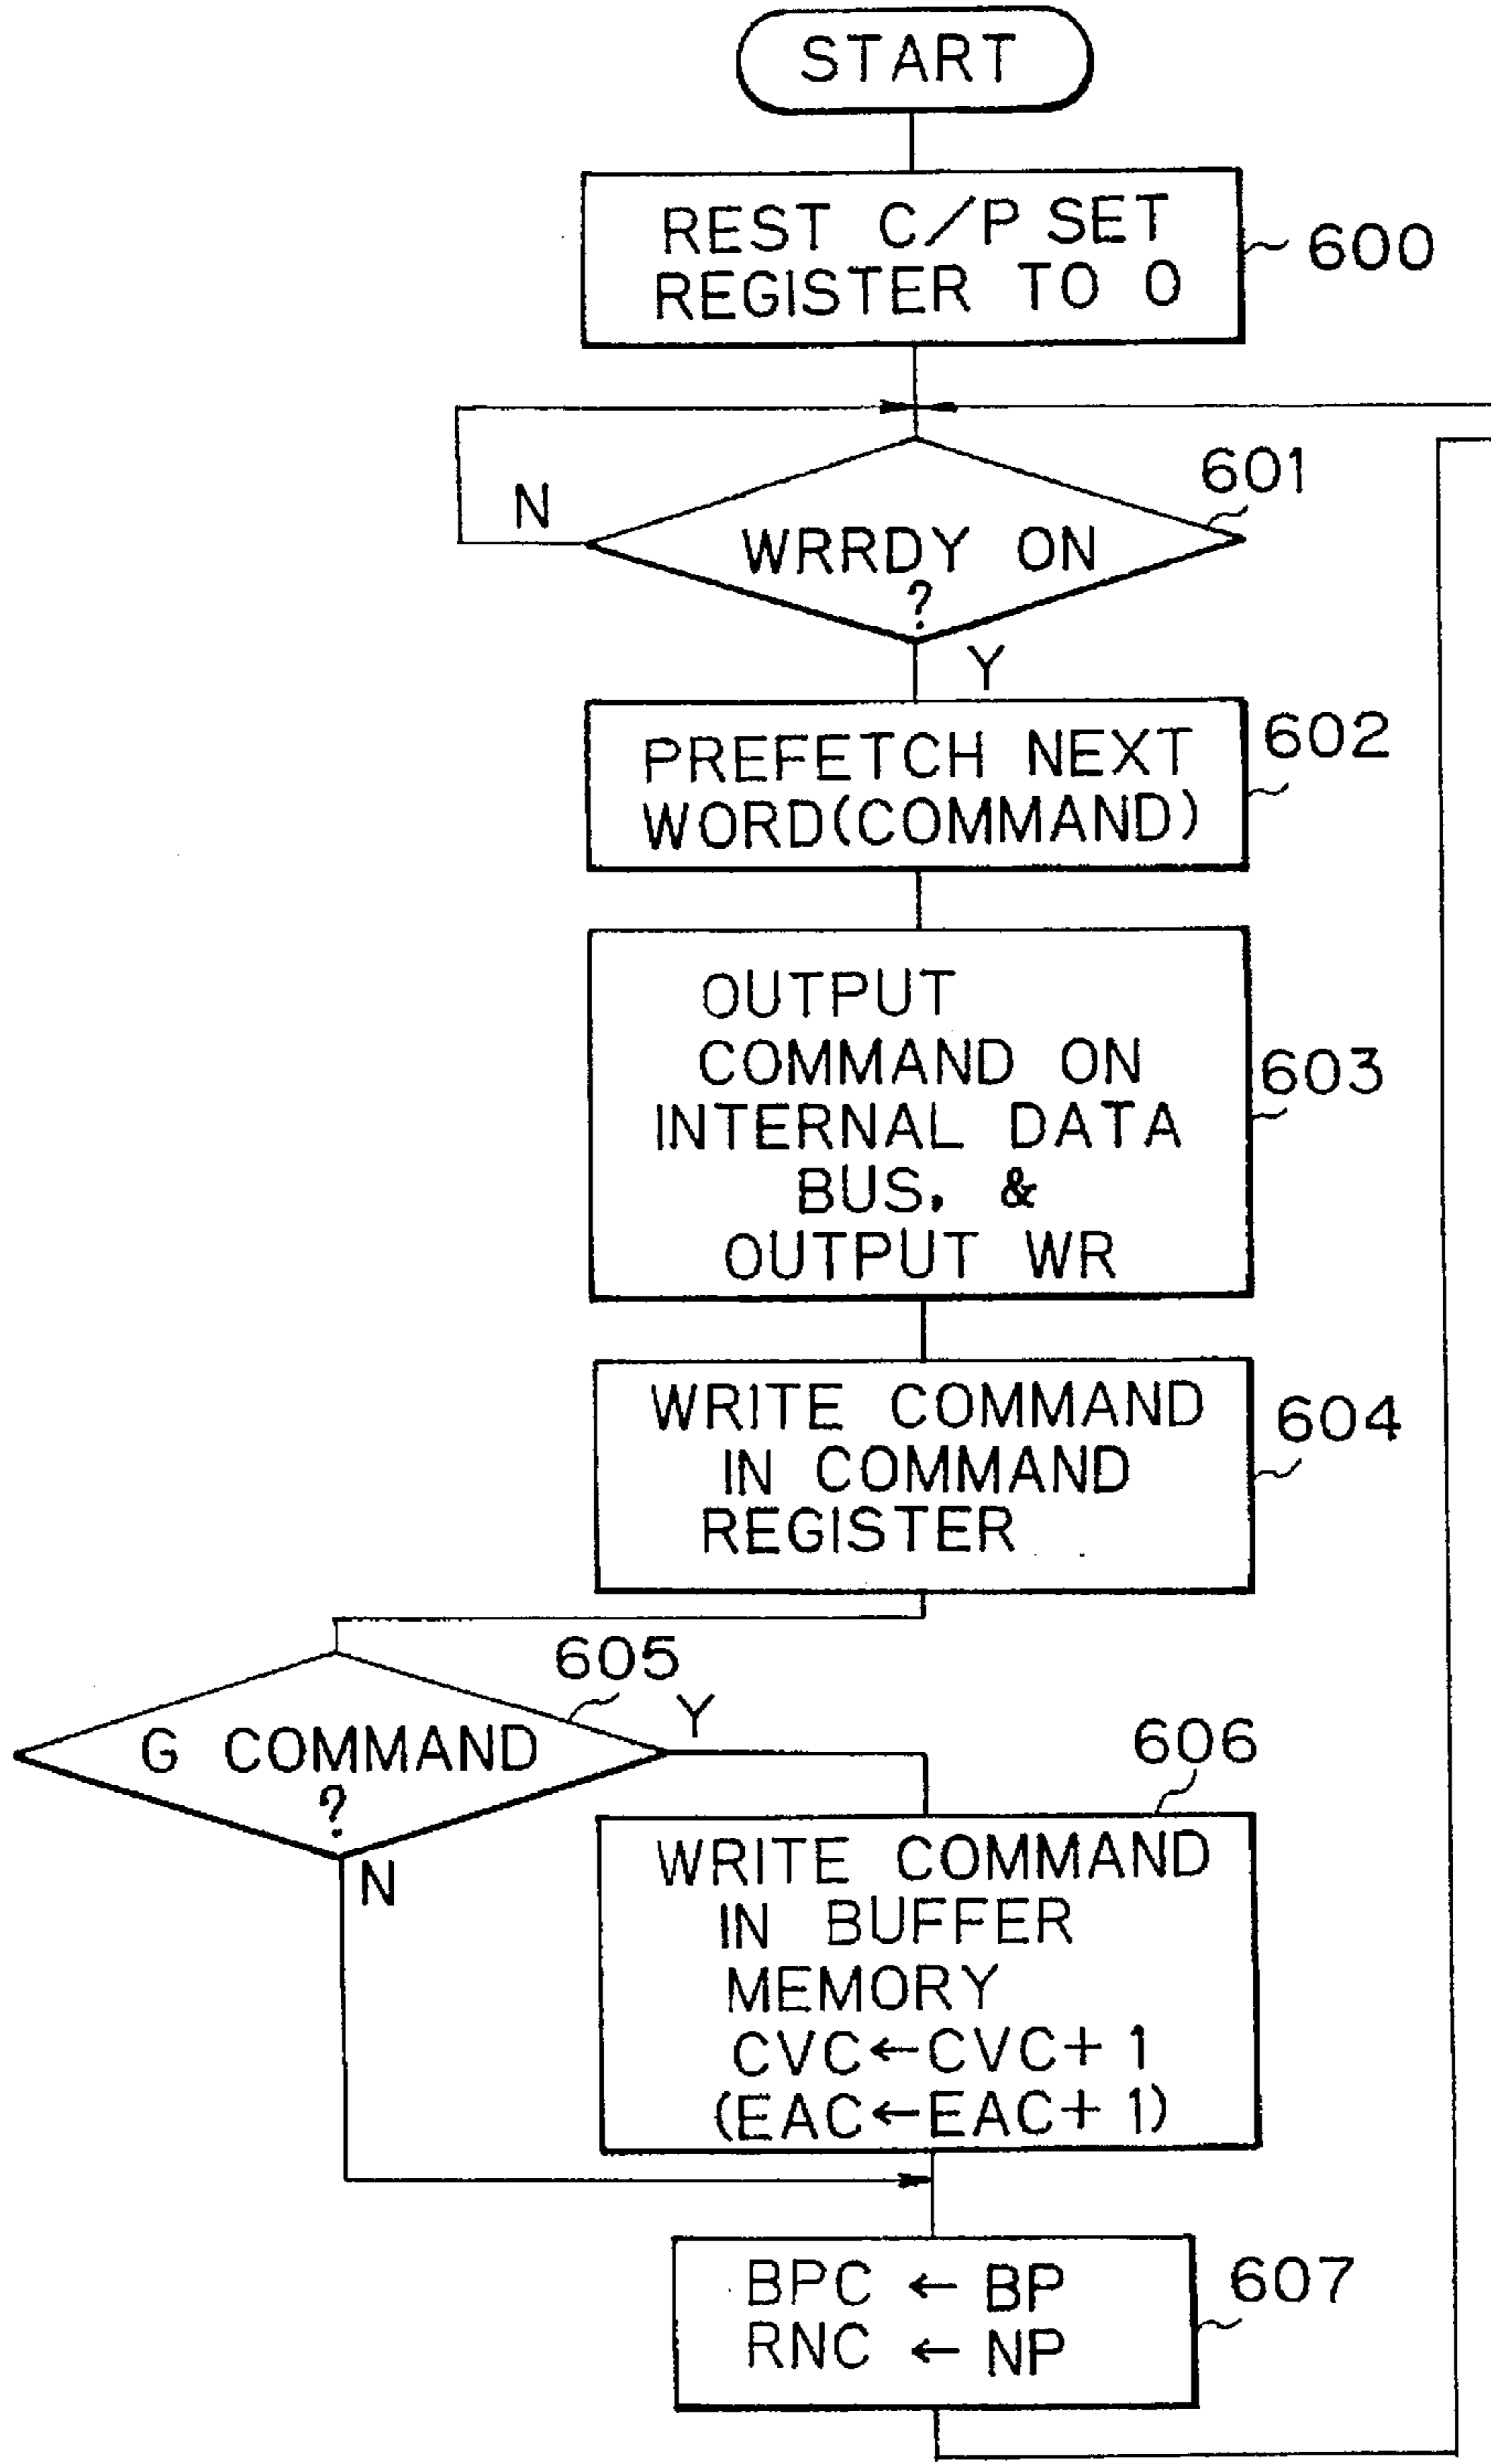 START
REST C/P SET
REGISTER TO 0
600
601
N
WRRDY ON
?
Y
PREFETCH NEXT
WORD(COMMAND)
602
OUTPUT
COMMAND ON
INTERNAL DATA
BUS, &
OUTPUT WR
603
WRITE COMMAND
IN COMMAND
REGISTER
604
605
G COMMAND
?
Y
N
606
WRITE COMMAND
IN BUFFER
MEMORY
CVC←CVC+1
(EAC←EAC+1)
BPC ← BP
RNC ← NP
607